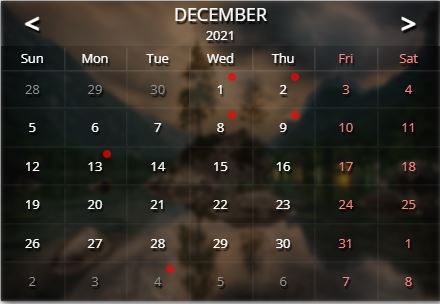 < DECEMBER >
2021
Sun Mon Tue Wed Thu Fri Sat
28 29 30 1 2 3 4
5 6 7 8 9 10 11
12 13 14 15 16 17 18
19 20 21 22 23 24 25
26 27 28 29 30 31 1
2 3 4 5 6 7 8